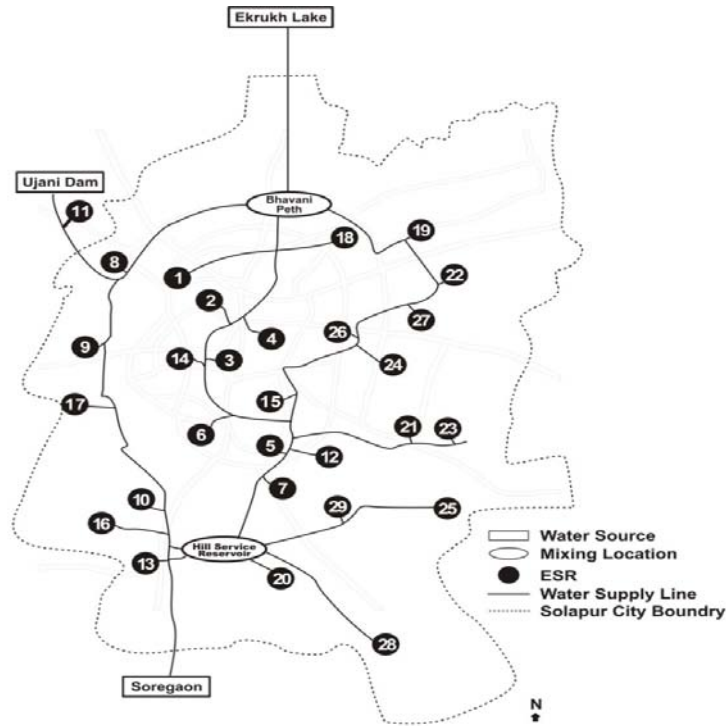 Ekrukh Lake
Ujani Dam
Bhavani
Peth
11
18
19
8
1
22
2
27
4
26
9
14
3
24
17
15
6
21
23
5
12
7
10
29
25
16
Hill Service
Reservoir
13
20
28
Soregaon
Water Source
Mixing Location
ESR
Water Supply Line
Solapur City Boundry
N